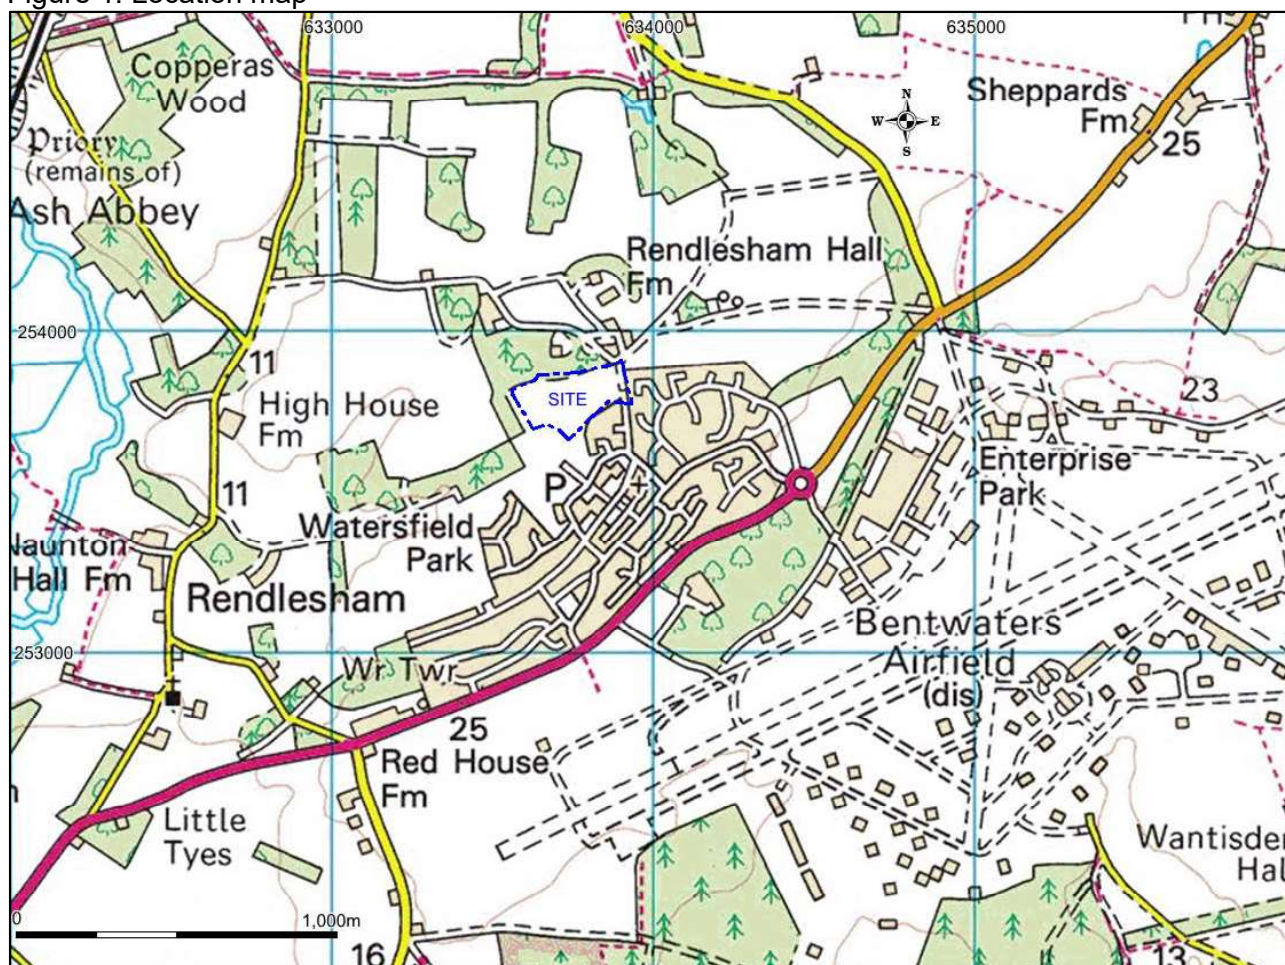 Figure 1. Location map
633000
634000
635000
Copperas
Wood
Sheppards
Fm
25
N
W E
S
Priory
(remains of)
Ash Abbey
Rendlesham Hall
Fm
254000
11
SITE
23
High House
Fm
Enterprise
Park
P
11
Watersfield
Park
Naunton
Hall Fm
Rendlesham
Bentwaters
Airfield
(dis)
253000
Wr Twr
25
Red House
Fm
Little
Tyes
Wantisden
Hal
0
1,000m
16
13